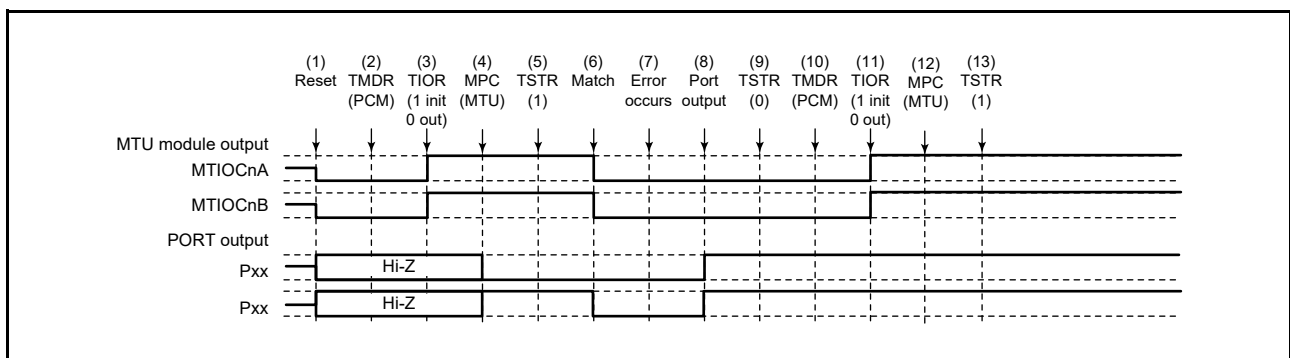 (1) (2) (3) (4) (5) (6) (7) (8) (9) (10) (11) (12) (13)
Reset TMDR TIOR MPC TSTR Match Error Port TSTR TMDR TIOR MPC TSTR
(PCM) (1 init (MTU) (1) occurs output (0) (PCM) (1 init (MTU) (1)
0 out) 0 out)
MTU module output
MTIOCnA
MTIOCnB
PORT output
Pxx Hi-Z
Pxx Hi-Z